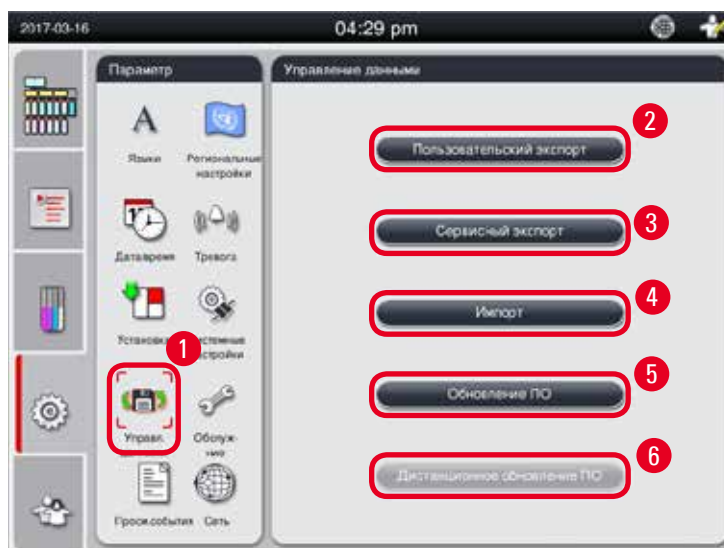 2017-03-16
04:29 pm
Параметр
Управление данными
Языки
Региональные
настройки
Дата/время
Тревога
Установка
Системные
настройки
Управл.
Обслуж-
ние
Просм.события
Сеть
Пользовательский экспорт
Сервисный экспорт
Импорт
Обновление ПО
Дистанционное обновление ПО
1
2
3
4
5
6